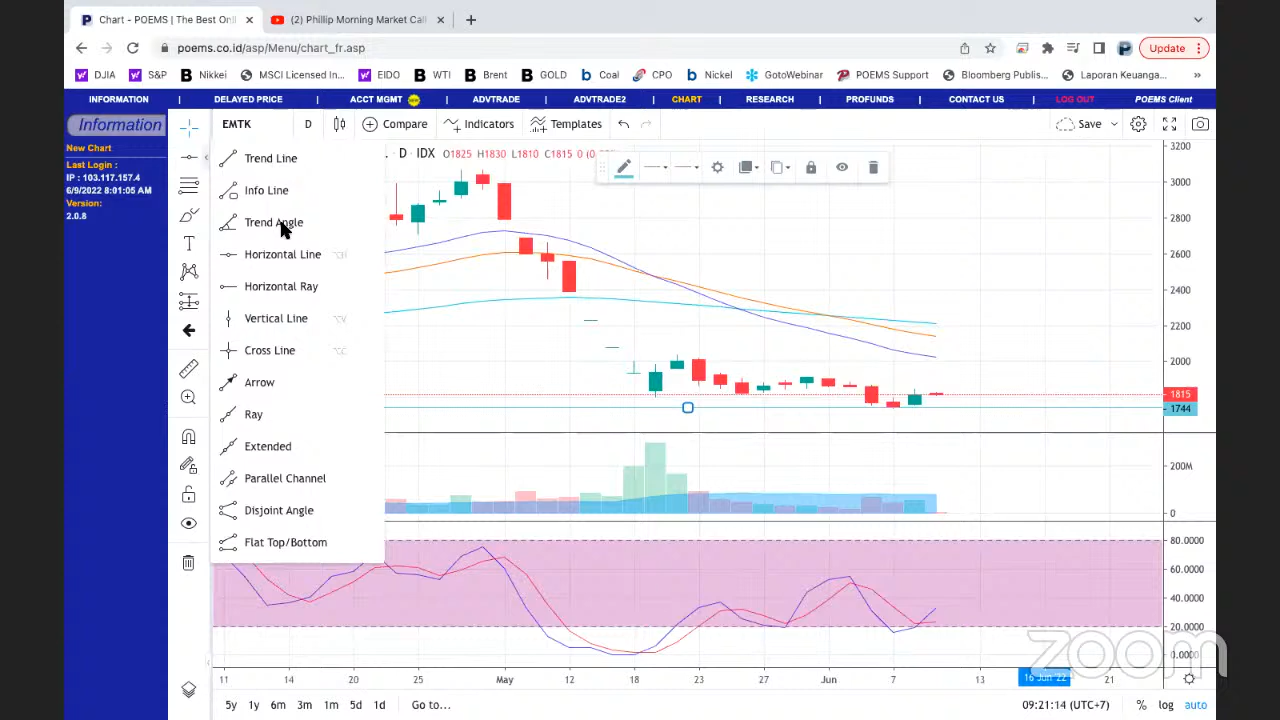 Chart - POEMS | The Best Onl
(2) Phillip Morning Market Call
poems.co.id/asp/Menu/chart_fr.asp
Update
DJIA
S&P
Nikkei
MSCI Licensed In...
EIDO
WTI
Brent
GOLD
Coal
CPO
Nickel
GotoWebinar
POEMS Support
Bloomberg Publis...
Laporan Keuanga...
»
INFORMATION | DELAYED PRICE | ACCT MGMT NEW | ADVTRADE | ADVTRADE2 | CHART | RESEARCH | PROFUNDS | CONTACT US | LOG OUT POEMS Client
Information
New Chart
Last Login :
IP : 103.117.157.4
6/9/2022 8:01:05 AM
Version:
2.0.8
EMTK
D
Compare
Indicators
Templates
Save
D · IDX O1825 H1830 L1810 C1815 0
Trend Line
Info Line
Trend Angle
Horizontal Line
Horizontal Ray
Vertical Line
Cross Line
Arrow
Ray
Extended
Parallel Channel
Disjoint Angle
Flat Top/Bottom
3200
3000
2800
2600
2400
2200
2000
1815
1744
200M
0
80.0000
60.0000
40.0000
20.0000
0.0000
zoom
11
14
20
25
May
12
18
23
27
Jun
7
13
16 Jun '22
21
5y 1y 6m 3m 1m 5d 1d Go to...
09:21:14 (UTC+7)
% log auto